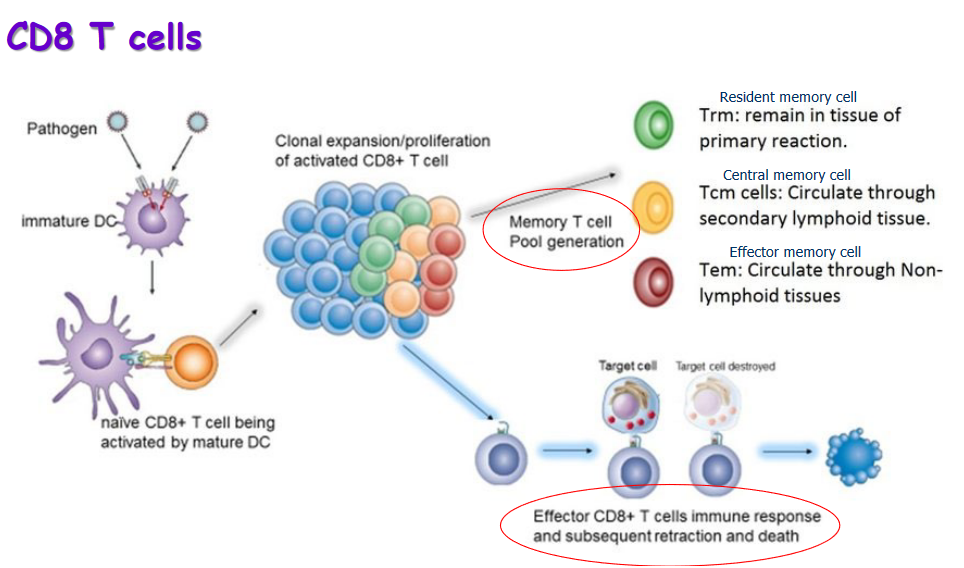 CD8 T cells
Pathogen
immature DC
naïve CD8+ T cell being
activated by mature DC
Clonal expansion/proliferation
of activated CD8+ T cell
Memory T cell
Pool generation
Resident memory cell
Trm: remain in tissue of
primary reaction.
Central memory cell
Tcm cells: Circulate through
secondary lymphoid tissue.
Effector memory cell
Tem: Circulate through Non-
lymphoid tissues
Target cell
Target cell destroyed
Effector CD8+ T cells immune response
and subsequent retraction and death